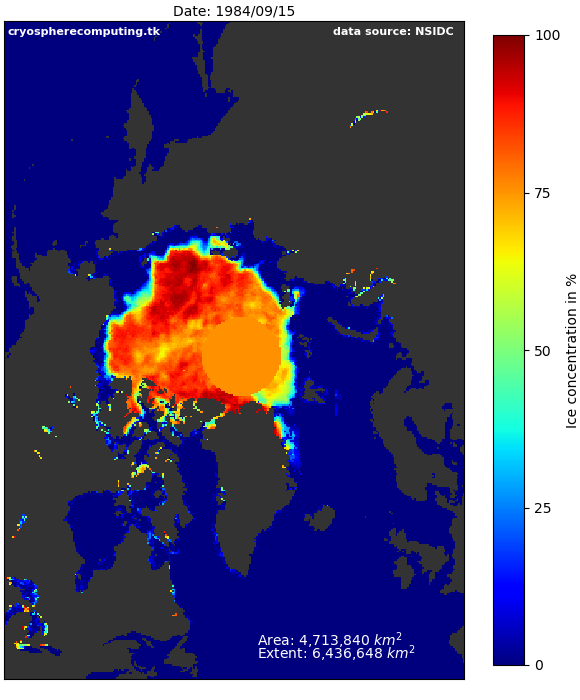 Date: 1984/09/15
cryospherecomputing.tk
data source: NSIDC
100
75
50
25
0
Ice concentration in %
Area: 4,713,840 km²
Extent: 6,436,648 km²